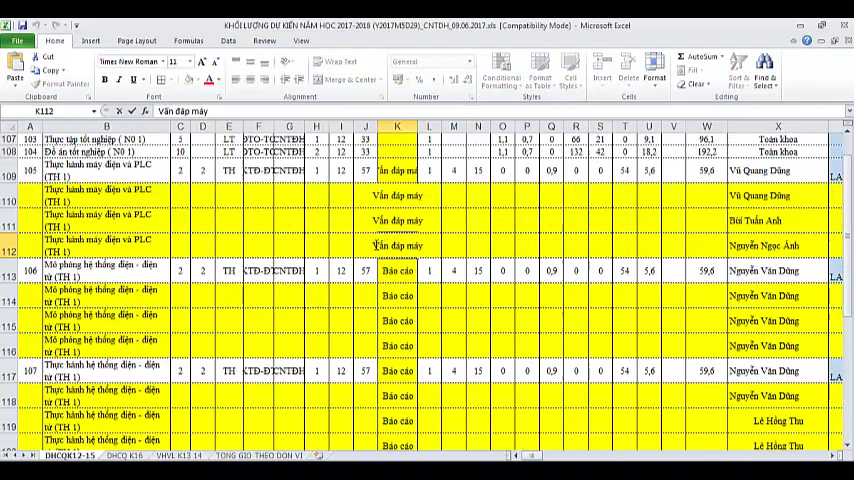 KHỐI LƯỢNG DỰ KIẾN NĂM HỌC 2017-2018 (Y2017M5D29)_CNTDH_09.06.2017.xls [Compatibility Mode] - Microsoft Excel
File Home Insert Page Layout Formulas Data Review View
Cut Times New Roman 11 Wrap Text General AutoSum
Copy Fill
Paste Format Painter B I U Merge & Center Conditional Formatting Format as Table Cell Styles Insert Delete Format Clear Sort & Filter Find & Select
Clipboard Font Alignment Number Styles Cells Editing
K112 fx Vấn đáp máy
A B C D E F G H I J K L M N O P Q R S T U V W X
107 103 Thực tập tốt nghiệp ( N0 1) 5 LT CNTĐH 1 12 33 1 1,1 0,7 0 66 21 0 9,1 96,1 Toàn khoa
108 104 Đồ án tốt nghiệp ( N0 1) 10 LT CNTĐH 2 12 33 1 1,1 0,7 0 132 42 0 18,2 192,2 Toàn khoa
109 105 Thực hành máy điện và PLC (TH 1) 2 2 TH CNTĐH 1 12 57 1 4 15 0 0 0,9 0 0 54 5,6 59,6 Vũ Quang Dũng LA
110 Thực hành máy điện và PLC (TH 1) Vấn đáp máy Vũ Quang Dũng
111 Thực hành máy điện và PLC (TH 1) Vấn đáp máy Bùi Tuấn Anh
112 Thực hành máy điện và PLC (TH 1) Vấn đáp máy Nguyễn Ngọc Ánh
113 106 Mô phỏng hệ thống điện - điện tử (TH 1) 2 2 TH KTĐ-ĐT CNTĐH 1 12 57 Báo cáo 1 4 15 0 0 0,9 0 0 54 5,6 59,6 Nguyễn Văn Dũng LA
114 Mô phỏng hệ thống điện - điện tử (TH 1) Báo cáo Nguyễn Văn Dũng
115 Mô phỏng hệ thống điện - điện tử (TH 1) Báo cáo Nguyễn Văn Dũng
116 Mô phỏng hệ thống điện - điện tử (TH 1) Báo cáo Nguyễn Văn Dũng
117 107 Thực hành hệ thống điện - điện tử (TH 1) 2 2 TH KTĐ-ĐT CNTĐH 1 12 57 Báo cáo 1 4 15 0 0 0,9 0 0 54 5,6 59,6 Nguyễn Văn Dũng LA
118 Thực hành hệ thống điện - điện tử (TH 1) Báo cáo Nguyễn Văn Dũng
119 Thực hành hệ thống điện - điện tử (TH 1) Báo cáo Lê Hồng Thu
Thực hành hệ thống điện - điện Báo cáo Lê Hồng Thu
DHCQK12-15 DHCQ K16 VHVL K13 14 TONG GIO THEO DON VI